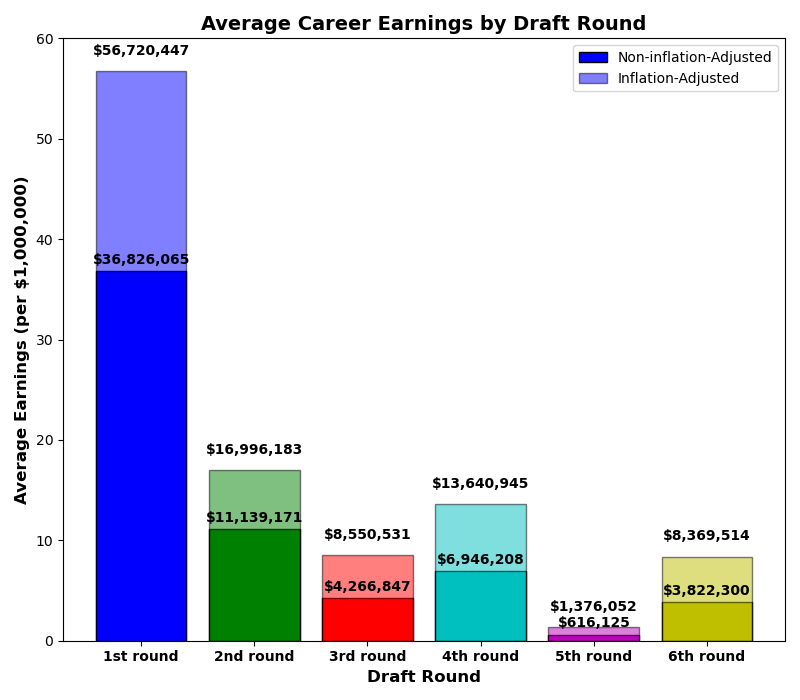 Average Career Earnings by Draft Round
Average Earnings (per $1,000,000)
60
50
40
30
20
10
0
Non-inflation-Adjusted
Inflation-Adjusted
$56,720,447
$36,826,065
$16,996,183
$11,139,171
$8,550,531
$4,266,847
$13,640,945
$6,946,208
$1,376,052
$616,125
$8,369,514
$3,822,300
1st round
2nd round
3rd round
4th round
5th round
6th round
Draft Round